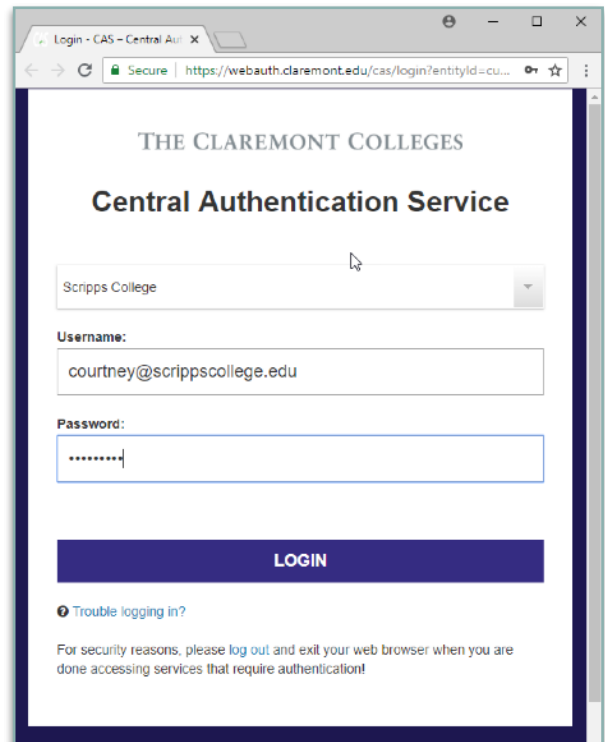 Login - CAS – Central Aut
Secure | https://webauth.claremont.edu/cas/login?entityId=cu...
THE CLAREMONT COLLEGES
Central Authentication Service
Scripps College
Username:
courtney@scrippscollege.edu
Password:
•••••••••
LOGIN
Trouble logging in?
For security reasons, please log out and exit your web browser when you are
done accessing services that require authentication!